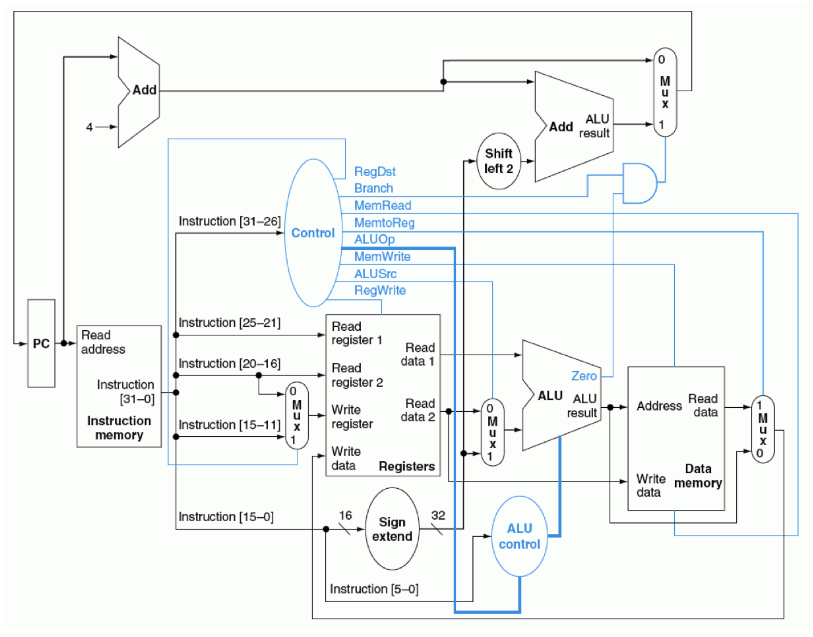 Add
4
0
M
u
x
1
Add
ALU
result
Shift
left 2
RegDst
Branch
MemRead
MemtoReg
ALUOp
MemWrite
ALUSrc
RegWrite
Control
Instruction [31–26]
Instruction [25–21]
Instruction [20–16]
Instruction [15–11]
Instruction [15–0]
Instruction [5–0]
PC
Read
address
Instruction
[31–0]
Instruction
memory
0
M
u
x
1
Read
register 1
Read
register 2
Write
register
Write
data
Read
data 1
Read
data 2
Registers
16
Sign
extend
32
0
M
u
x
1
Zero
ALU
ALU
result
ALU
control
Address
Read
data
Write
data
Data
memory
1
M
u
x
0